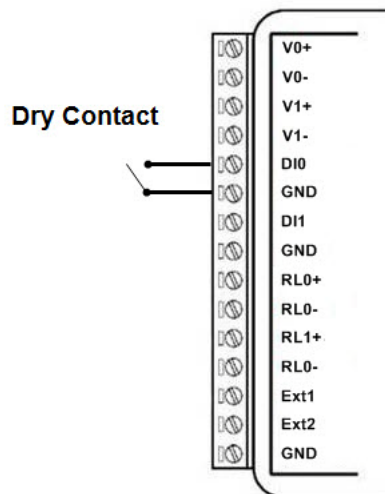 V0+
V0-
V1+
Dry Contact
V1-
DI0
GND
DI1
GND
RL0+
RL0-
RL1+
RL0-
Ext1
Ext2
GND